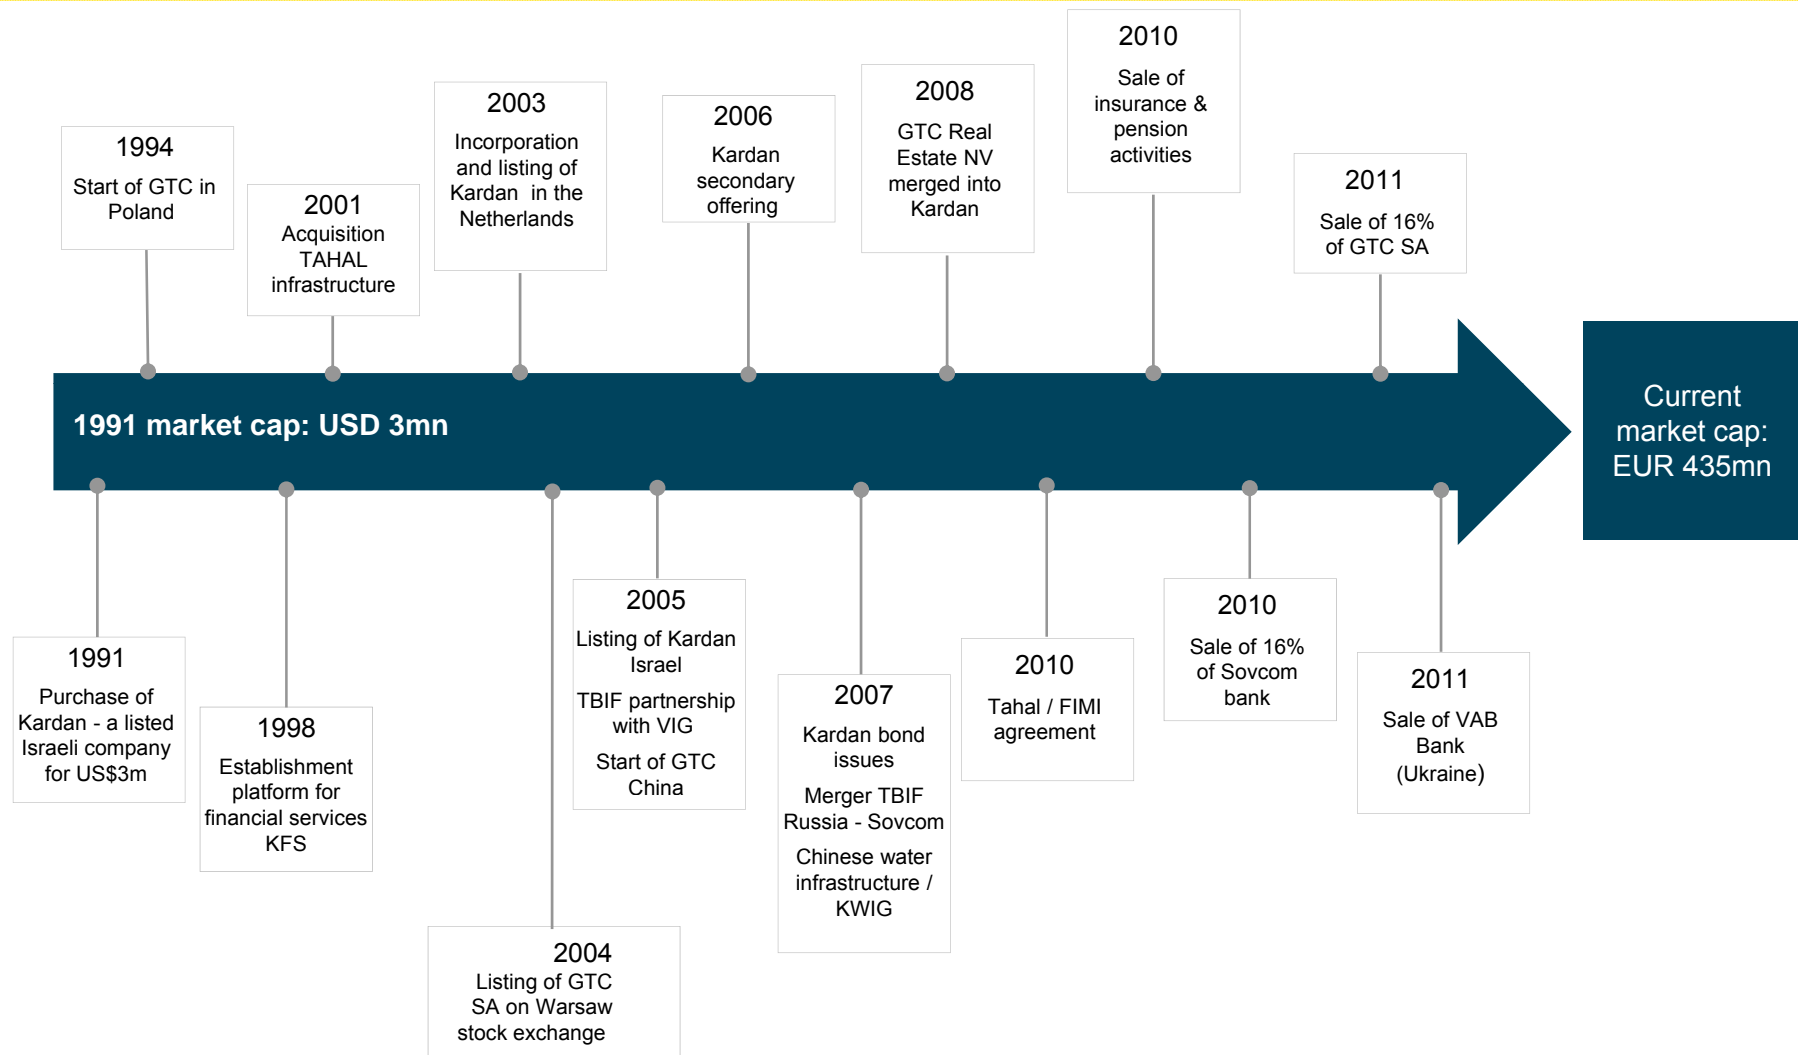 1994
Start of GTC in
Poland
2001
Acquisition
TAHAL
infrastructure
2003
Incorporation
and listing of
Kardan in the
Netherlands
2006
Kardan
secondary
offering
2008
GTC Real
Estate NV
merged into
Kardan
2010
Sale of
insurance &
pension
activities
2011
Sale of 16%
of GTC SA
1991 market cap: USD 3mn
Current
market cap:
EUR 435mn
1991
Purchase of
Kardan - a listed
Israeli company
for US$3m
1998
Establishment
platform for
financial services
KFS
2004
Listing of GTC
SA on Warsaw
stock exchange
2005
Listing of Kardan
Israel
TBIF partnership
with VIG
Start of GTC
China
2007
Kardan bond
issues
Merger TBIF
Russia - Sovcom
Chinese water
infrastructure /
KWIG
2010
Tahal / FIMI
agreement
2010
Sale of 16%
of Sovcom
bank
2011
Sale of VAB
Bank
(Ukraine)